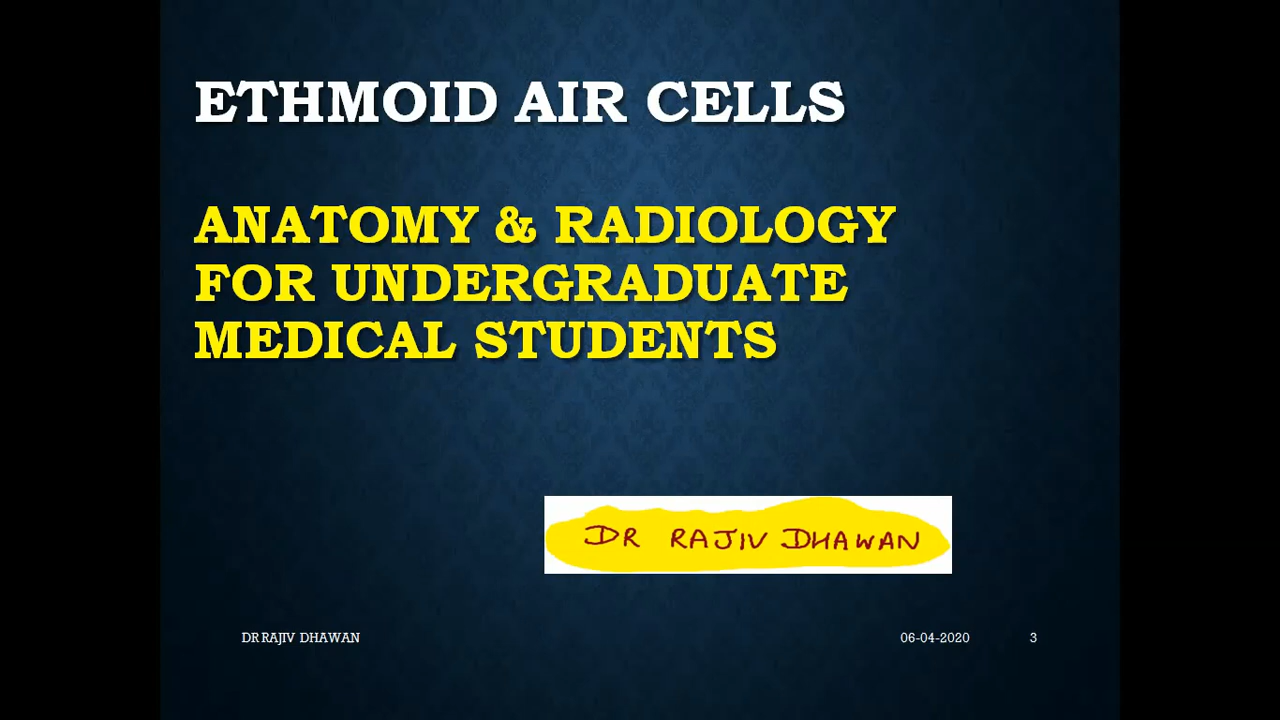 ETHMOID AIR CELLS
ANATOMY & RADIOLOGY
FOR UNDERGRADUATE
MEDICAL STUDENTS
DR RAJIV DHAWAN
DR RAJIV DHAWAN 06-04-2020 3